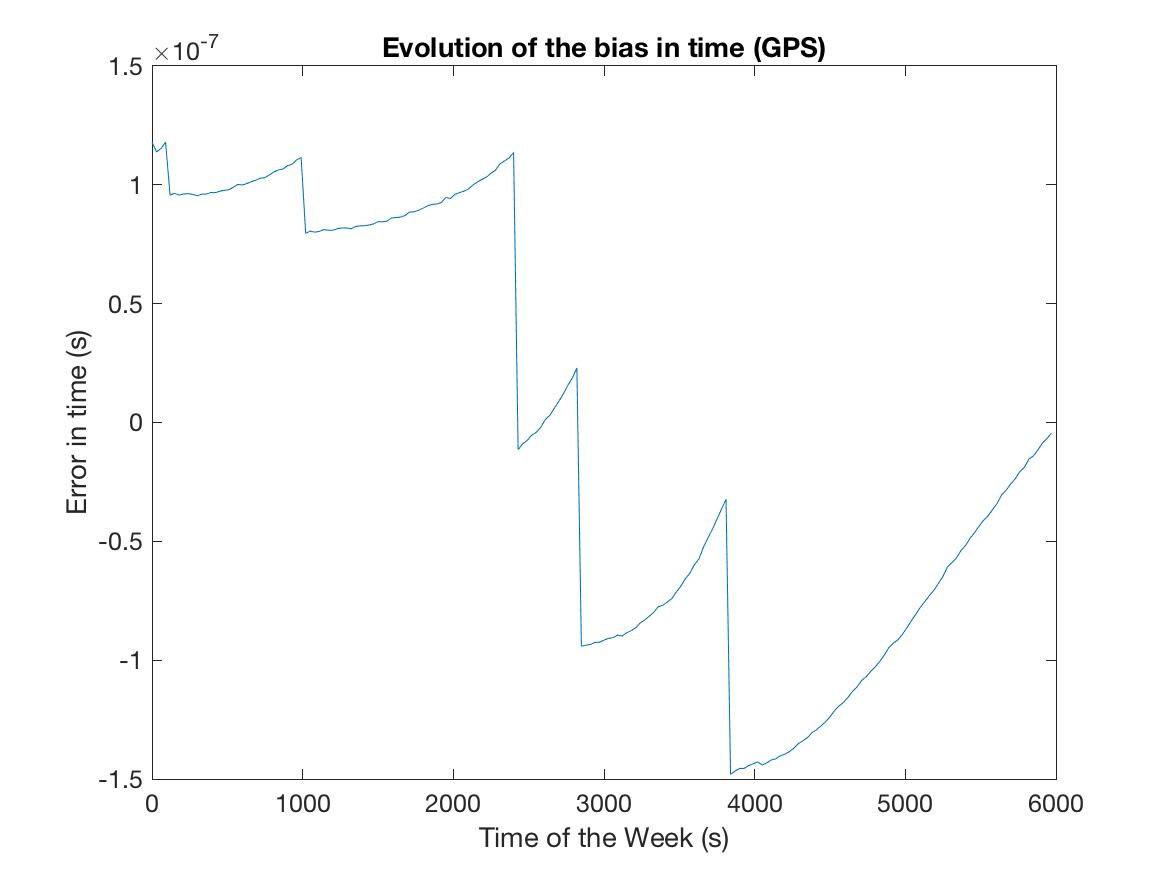 Evolution of the bias in time (GPS)
×10-7
1.5
1
0.5
0
-0.5
-1
-1.5
Error in time (s)
0 1000 2000 3000 4000 5000 6000
Time of the Week (s)